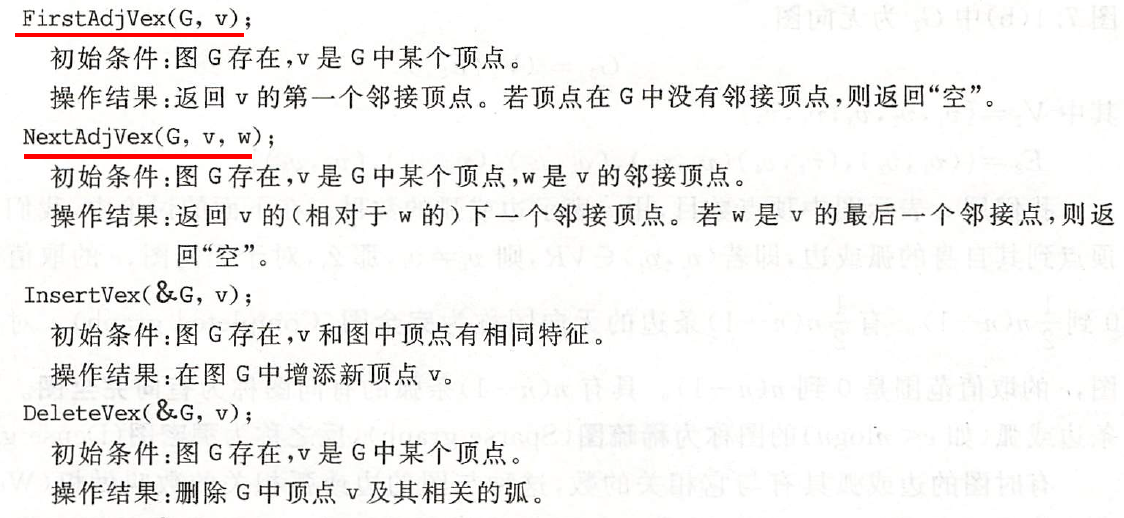 FirstAdjVex(G, v);
初始条件:图 G 存在,v 是 G 中某个顶点。
操作结果:返回 v 的第一个邻接顶点。若顶点在 G 中没有邻接顶点,则返回“空”。
NextAdjVex(G, v, w);
初始条件:图 G 存在,v 是 G 中某个顶点,w 是 v 的邻接顶点。
操作结果:返回 v 的(相对于 w 的)下一个邻接顶点。若 w 是 v 的最后一个邻接点,则返
回“空”。
InsertVex(&G, v);
初始条件:图 G 存在,v 和图中顶点有相同特征。
操作结果:在图 G 中增添新顶点 v。
DeleteVex(&G, v);
初始条件:图 G 存在,v 是 G 中某个顶点。
操作结果:删除 G 中顶点 v 及其相关的弧。